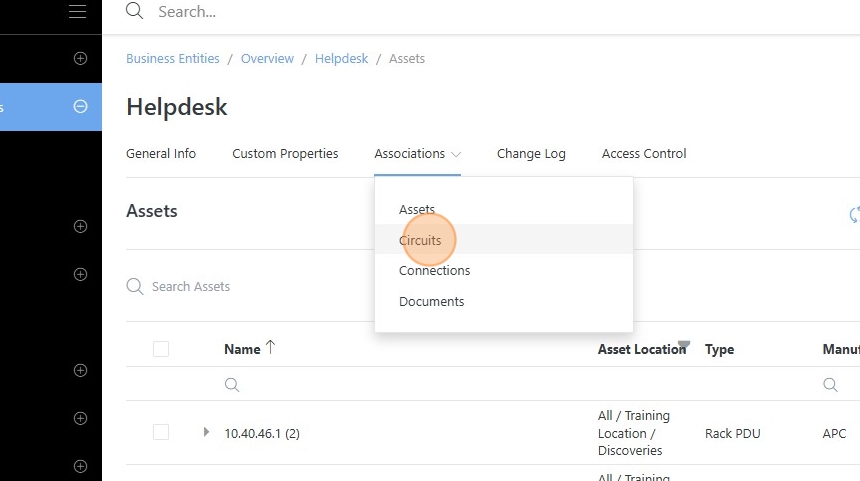 Search...
Business Entities / Overview / Helpdesk / Assets
s
Helpdesk
General Info Custom Properties Associations Change Log Access Control
Assets
Assets
Circuits
Connections
Documents
Search Assets
Name Asset Location Type Manuf
10.40.46.1 (2) All / Training Location / Discoveries Rack PDU APC
All / Training